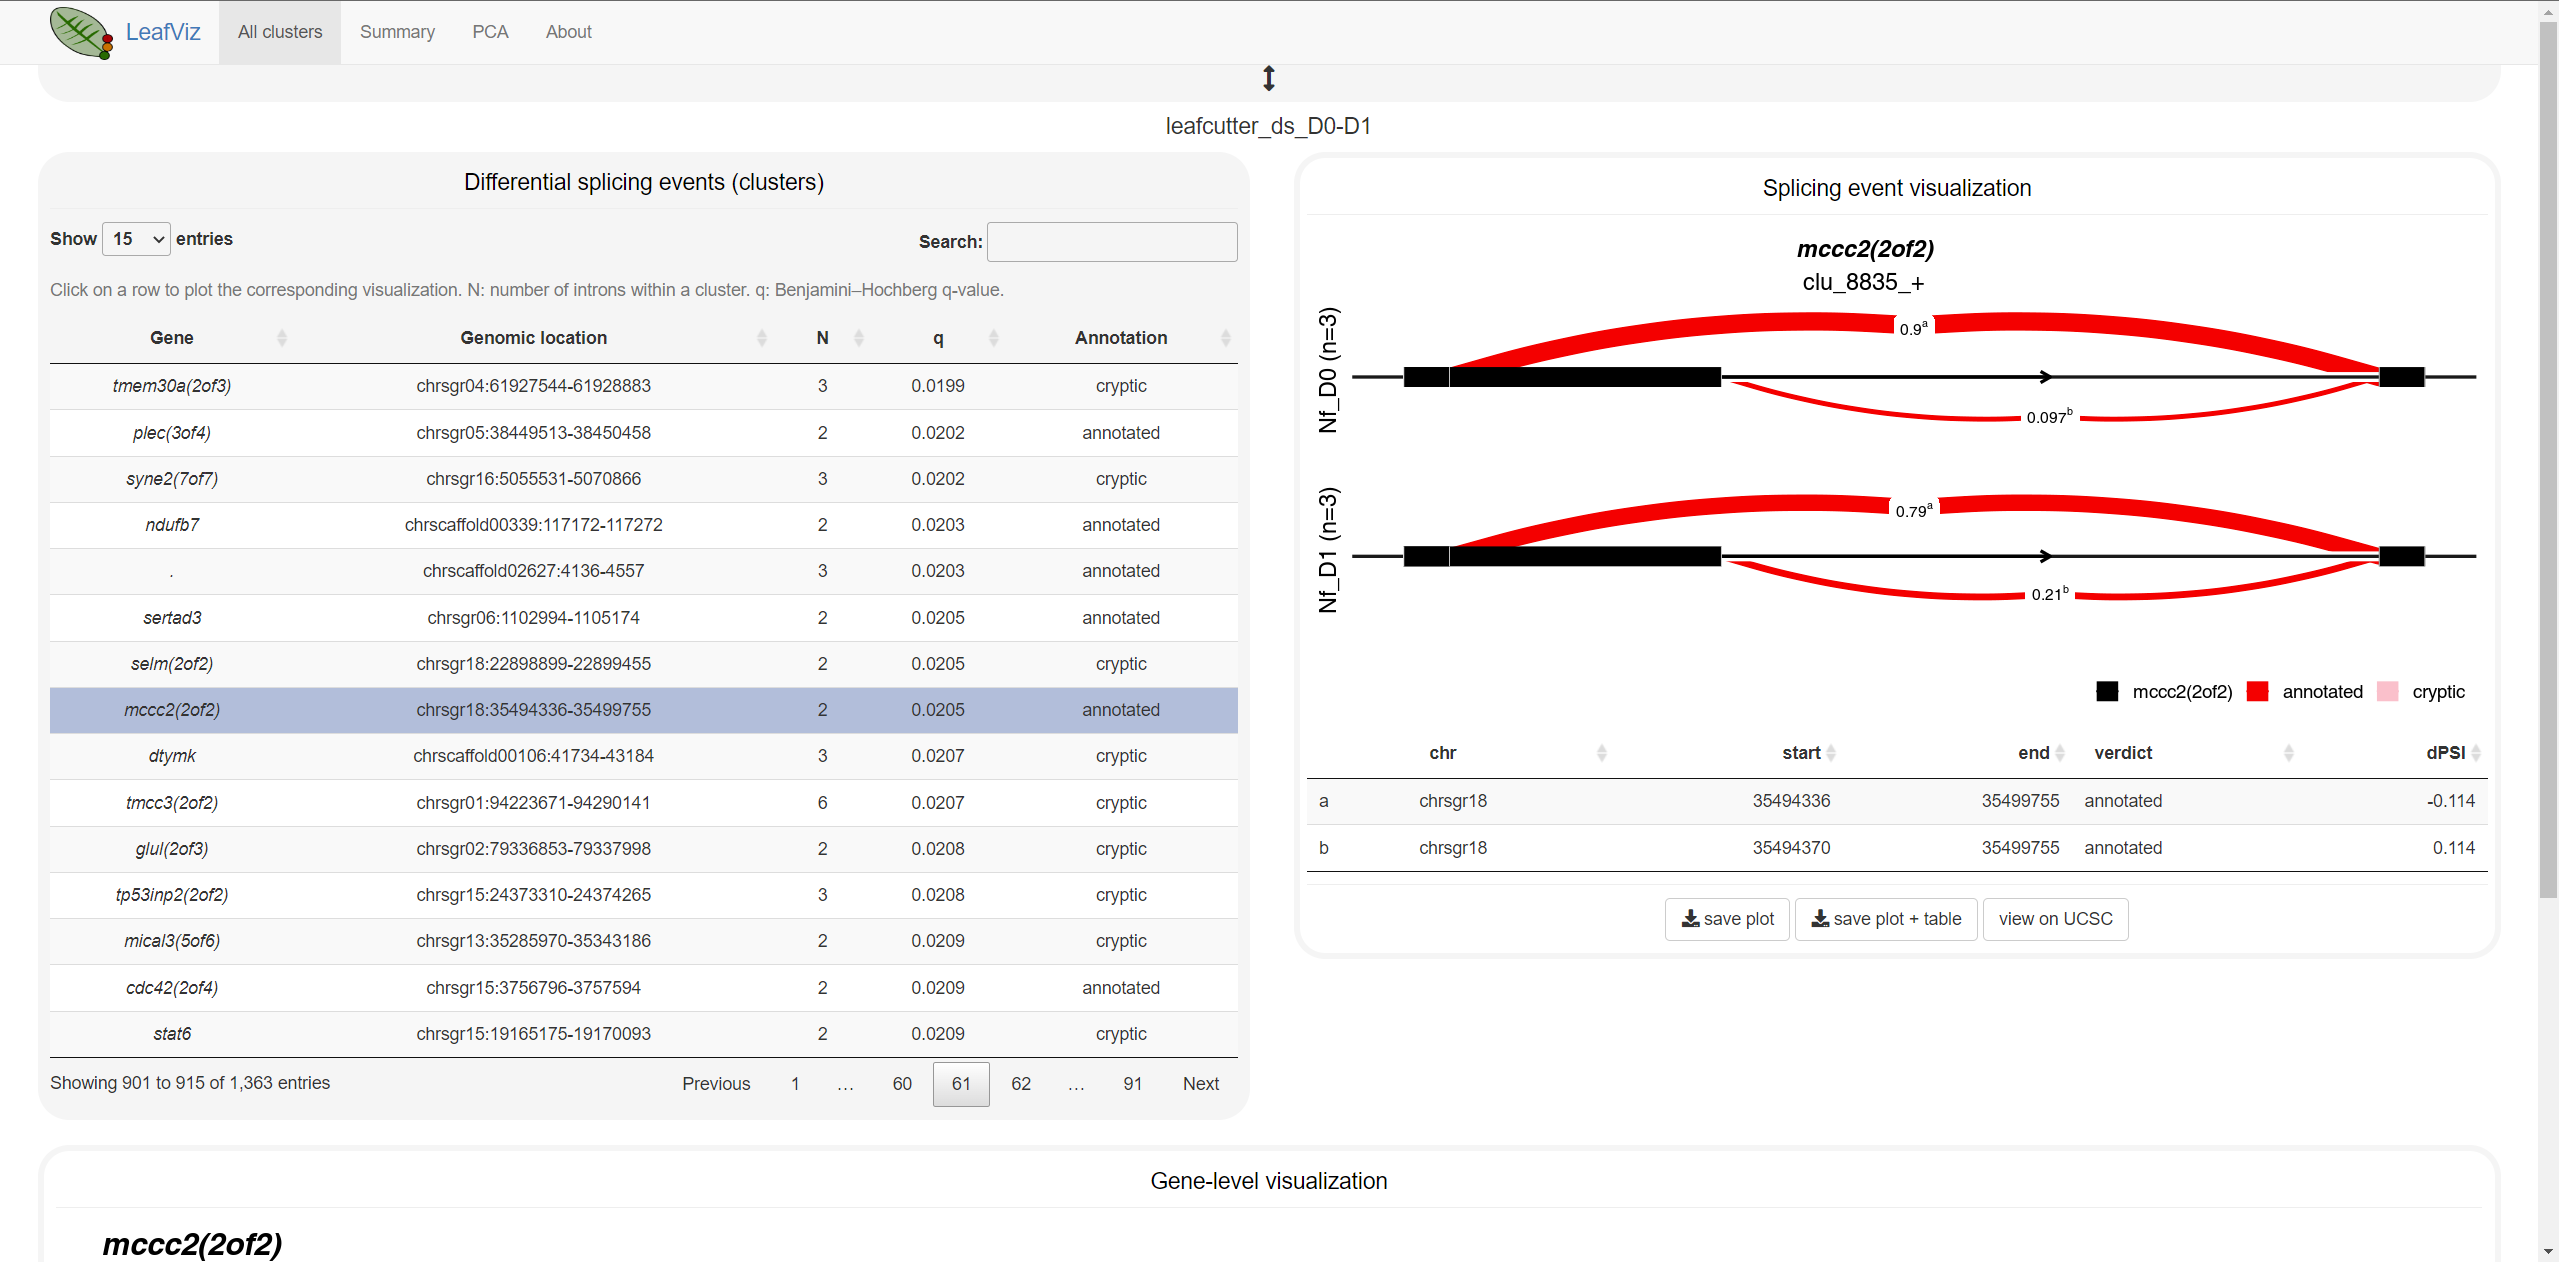 LeafViz All clusters Summary PCA About
leafcutter_ds_D0-D1
Differential splicing events (clusters)
Show 15 entries Search:
Click on a row to plot the corresponding visualization. N: number of introns within a cluster. q: Benjamini–Hochberg q-value.
Gene Genomic location N q Annotation
tmem30a(2of3) chrsgr04:61927544-61928883 3 0.0199 cryptic
plec(3of4) chrsgr05:38449513-38450458 2 0.0202 annotated
syne2(7of7) chrsgr16:5055531-5070866 3 0.0202 cryptic
ndufb7 chrscaffold00339:117172-117272 2 0.0203 annotated
. chrscaffold02627:4136-4557 3 0.0203 annotated
sertad3 chrsgr06:1102994-1105174 2 0.0205 annotated
selm(2of2) chrsgr18:22898899-22899455 2 0.0205 cryptic
mccc2(2of2) chrsgr18:35494336-35499755 2 0.0205 annotated
dtymk chrscaffold00106:41734-43184 3 0.0207 cryptic
tmcc3(2of2) chrsgr01:94223671-94290141 6 0.0207 cryptic
glul(2of3) chrsgr02:79336853-79337998 2 0.0208 cryptic
tp53inp2(2of2) chrsgr15:24373310-24374265 3 0.0208 cryptic
mical3(5of6) chrsgr13:35285970-35343186 2 0.0209 cryptic
cdc42(2of4) chrsgr15:3756796-3757594 2 0.0209 annotated
stat6 chrsgr15:19165175-19170093 2 0.0209 cryptic
Showing 901 to 915 of 1,363 entries Previous 1 … 60 61 62 … 91 Next
Splicing event visualization
mccc2(2of2)
clu_8835_+
Nf_D0 (n=3)
0.9a
0.097b
Nf_D1 (n=3)
0.79a
0.21b
mccc2(2of2) annotated cryptic
chr start end verdict dPSI
a chrsgr18 35494336 35499755 annotated -0.114
b chrsgr18 35494370 35499755 annotated 0.114
save plot save plot + table view on UCSC
Gene-level visualization
mccc2(2of2)